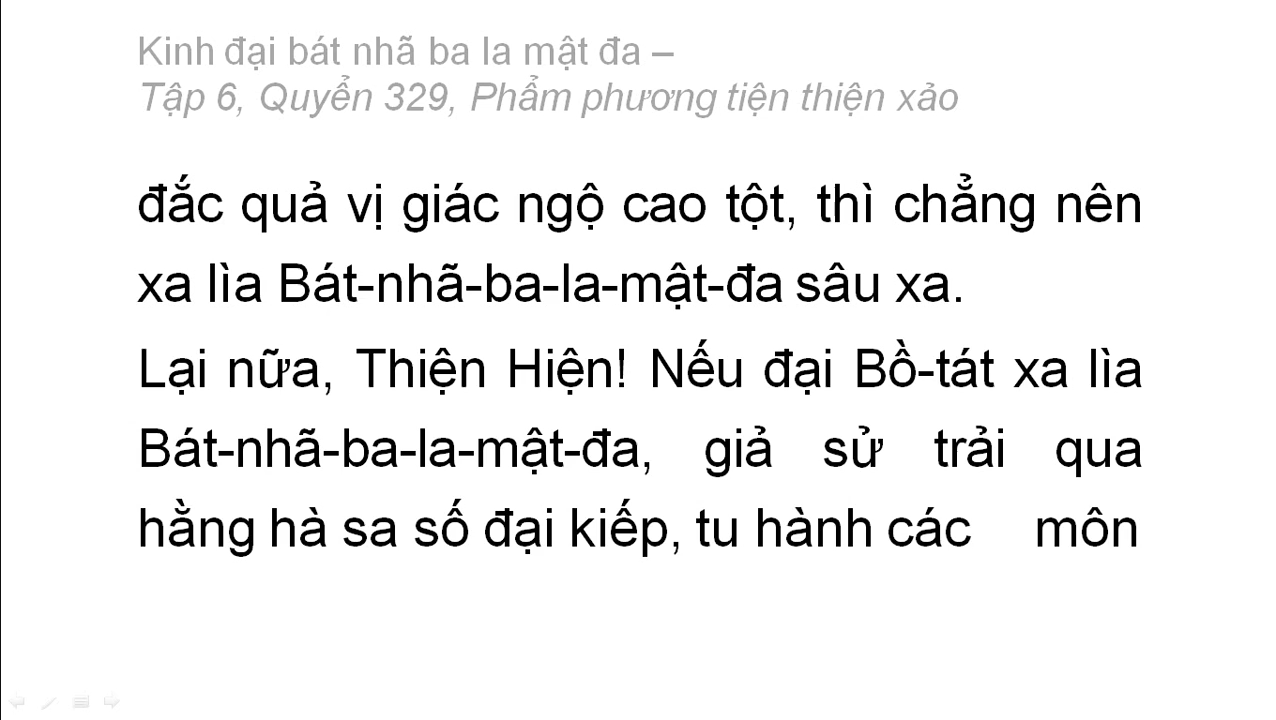 Kinh đại bát nhã ba la mật đa –
Tập 6, Quyển 329, Phẩm phương tiện thiện xảo
đắc quả vị giác ngộ cao tột, thì chẳng nên
xa lìa Bát-nhã-ba-la-mật-đa sâu xa.
Lại nữa, Thiện Hiện! Nếu đại Bồ-tát xa lìa
Bát-nhã-ba-la-mật-đa, giả sử trải qua
hằng hà sa số đại kiếp, tu hành các môn